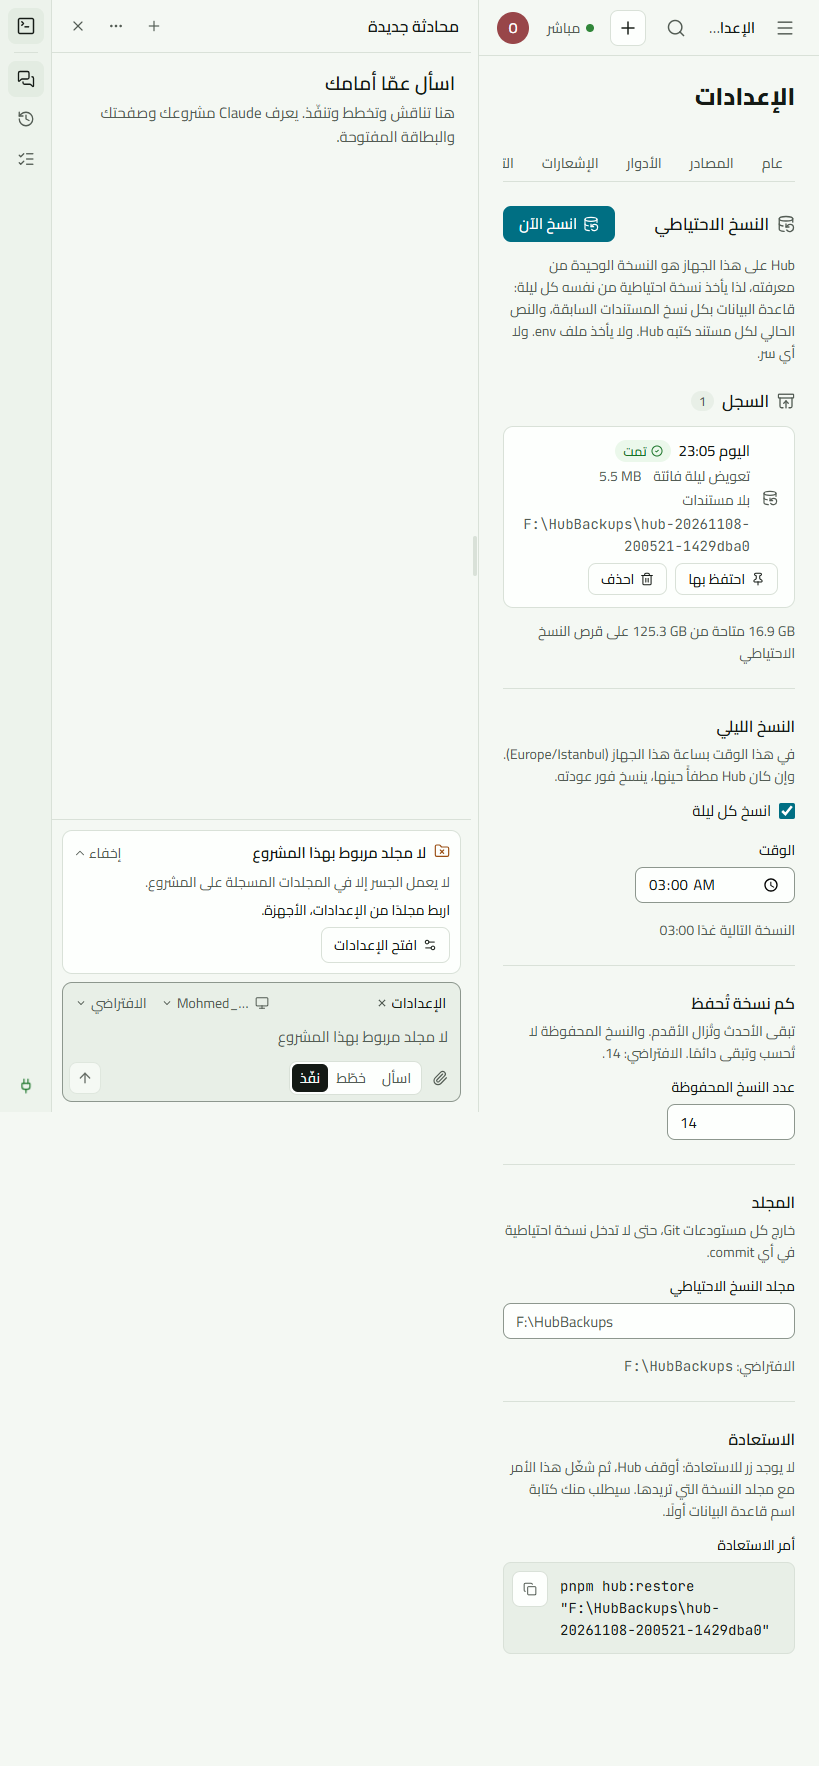 الإعدا...
مباشر
O
الإعدادات
عام
المصادر
الأدوار
الإشعارات
النسخ الاحتياطي
انسخ الآن
Hub على هذا الجهاز هو النسخة الوحيدة من
معرفته، لذا يأخذ نسخة احتياطية من نفسه كل ليلة:
قاعدة البيانات بكل نسخ المستندات السابقة، والنص
الحالي لكل مستند كتبه Hub. ولا يأخذ ملف env. ولا
أي سر.
السجل
1
اليوم 23:05
تمت
تعويض ليلة فائتة
5.5 MB
بلا مستندات
F:\HubBackups\hub-20261108-
200521-1429dba0
احتفظ بها
احذف
16.9 GB متاحة من 125.3 GB على قرص النسخ
الاحتياطي
النسخ الليلي
في هذا الوقت بساعة هذا الجهاز (Europe/Istanbul).
وإن كان Hub مطفأً حينها، ينسخ فور عودته.
انسخ كل ليلة
الوقت
03:00 AM
النسخة التالية غدًا 03:00
كم نسخة تُحفظ
تبقى الأحدث وتُزال الأقدم. والنسخ المحفوظة لا
تُحسب وتبقى دائمًا. الافتراضي: 14.
عدد النسخ المحفوظة
14
المجلد
خارج كل مستودعات Git، حتى لا تدخل نسخة احتياطية
في أي commit.
مجلد النسخ الاحتياطي
F:\HubBackups
الافتراضي: F:\HubBackups
الاستعادة
لا يوجد زر للاستعادة: أوقف Hub، ثم شغّل هذا الأمر
مع مجلد النسخة التي تريدها. سيطلب منك كتابة
اسم قاعدة البيانات أولًا.
أمر الاستعادة
pnpm hub:restore
"F:\HubBackups\hub-
20261108-200521-1429dba0"
محادثة جديدة
اسأل عمّا أمامك
هنا تناقش وتخطط وتنفّذ. يعرف Claude مشروعك وصفحتك
والبطاقة المفتوحة.
لا مجلد مربوط بهذا المشروع
إخفاء
لا يعمل الجسر إلا في المجلدات المسجلة على المشروع.
اربط مجلدًا من الإعدادات، الأجهزة.
افتح الإعدادات
الإعدادات
Mohmed_...
الافتراضي
لا مجلد مربوط بهذا المشروع
اسأل
خطّط
نفّذ